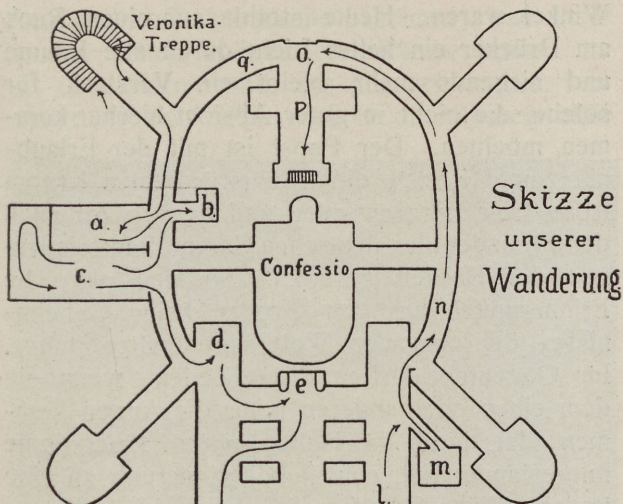 Veronika-
Treppe.
q.
o.
p
a.
b.
c.
Confessio
Skizze
unserer
Wanderung.
n
d.
e
m.
l.